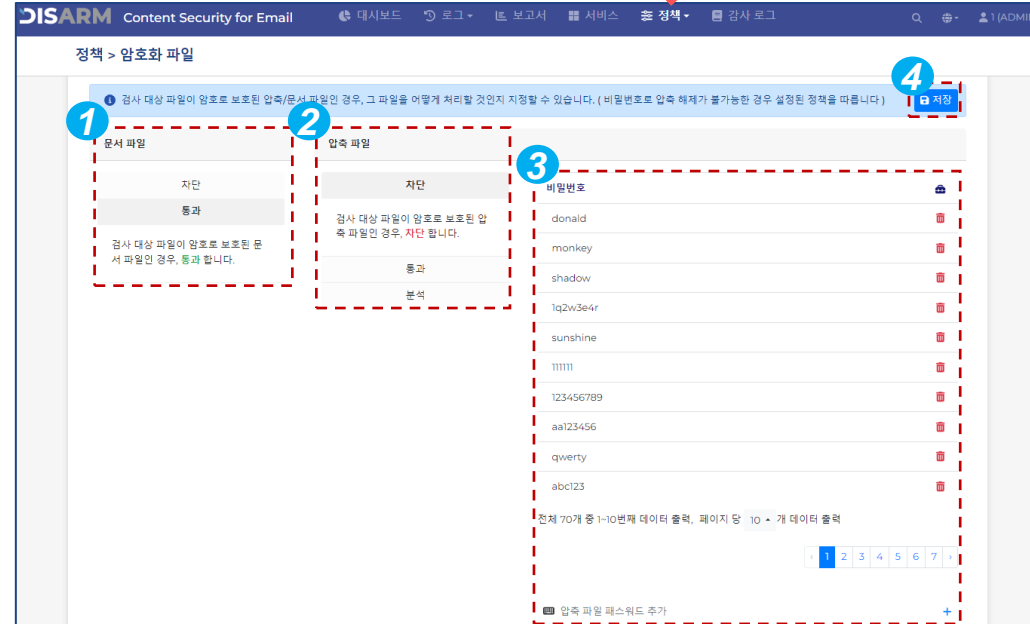 DISARM Content Security for Email
대시보드 로그 보고서 서비스 정책 감사 로그
1 (ADMI
정책 > 암호화 파일
검사 대상 파일이 암호로 보호된 압축/문서 파일인 경우, 그 파일을 어떻게 처리할 것인지 지정할 수 있습니다. ( 비밀번호로 압축 해제가 불가능한 경우 설정된 정책을 따릅니다 )
4
저장
1
문서 파일
차단
통과
검사 대상 파일이 암호로 보호된 문
서 파일인 경우, 통과 합니다.
2
압축 파일
차단
검사 대상 파일이 암호로 보호된 압
축 파일인 경우, 차단 합니다.
통과
분석
3
비밀번호
donald
monkey
shadow
1q2w3e4r
sunshine
111111
123456789
aa123456
qwerty
abc123
전체 70개 중 1~10번째 데이터 출력, 페이지 당 10 개 데이터 출력
‹ 1 2 3 4 5 6 7 ›
압축 파일 패스워드 추가 +